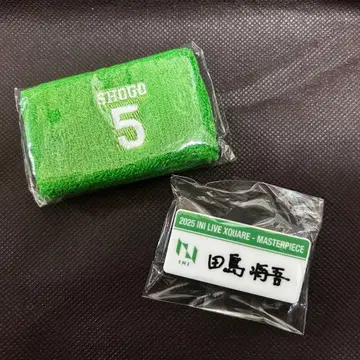 SHOGO
5
2025 INI LIVE XQUARE - MASTERPIECE
INI
田島将吾